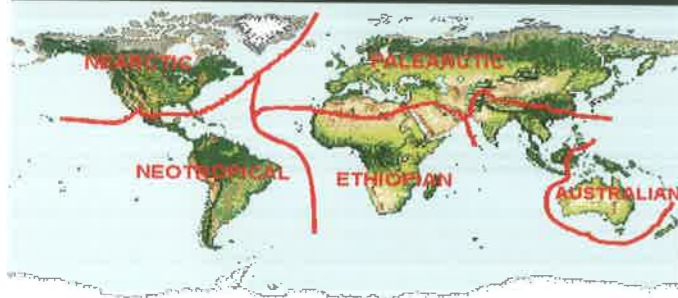 NEARCTIC
PALEARCTIC
NEOTROPICAL
ETHIOPIAN
AUSTRALIAN